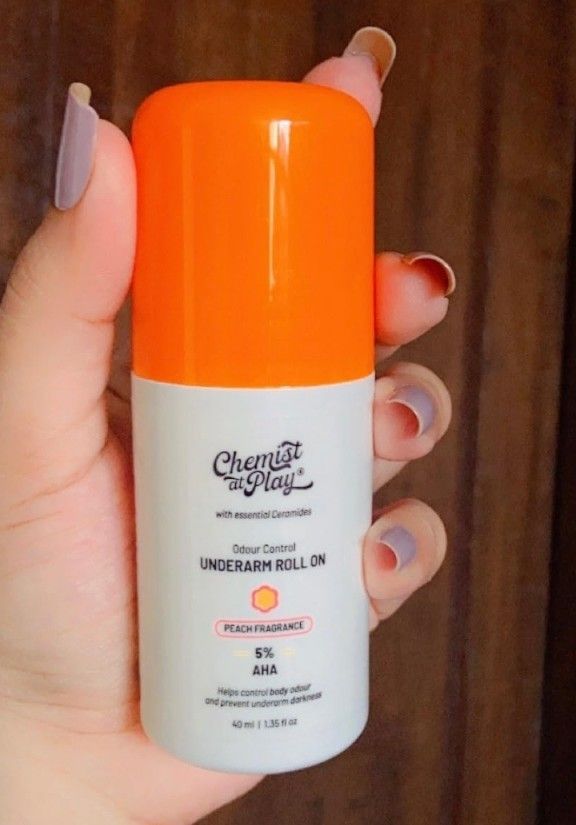 Chemist
at Play®
with essential Ceramides
Odour Control
UNDERARM ROLL ON
PEACH FRAGRANCE
5%
AHA
Helps control body odour
and prevent underarm darkness
40 ml | 1,35 fl oz